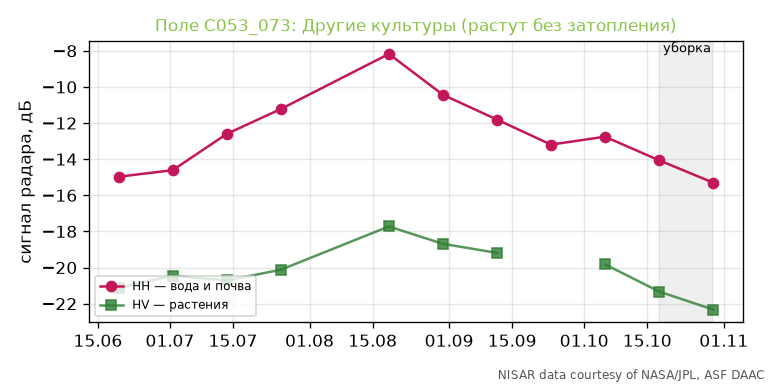 Поле C053_073: Другие культуры (растут без затопления)
уборка
сигнал радара, дБ
−8
−10
−12
−14
−16
−18
−20
−22
HH — вода и почва
HV — растения
15.06 01.07 15.07 01.08 15.08 01.09 15.09 01.10 15.10 01.11
NISAR data courtesy of NASA/JPL, ASF DAAC